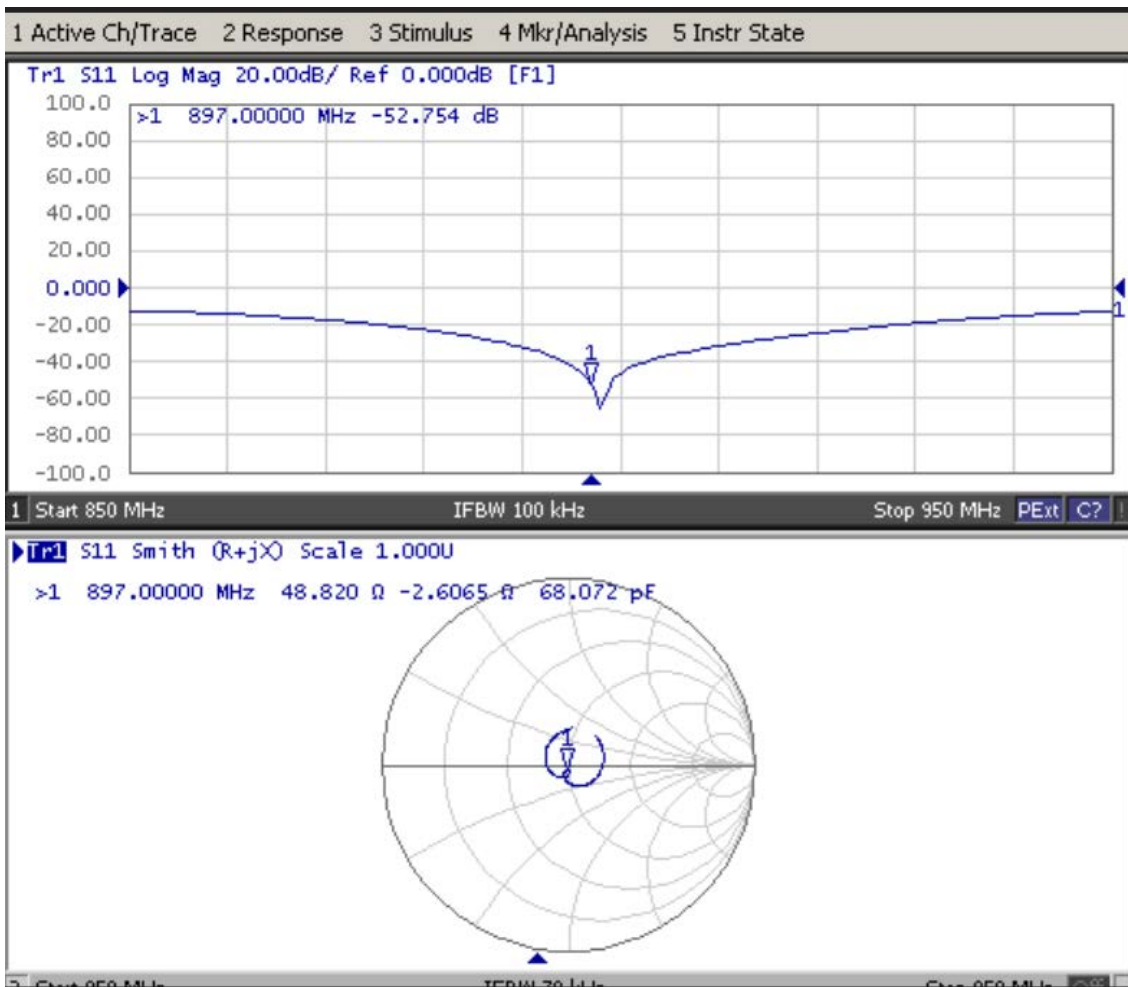 1 Active Ch/Trace 2 Response 3 Stimulus 4 Mkr/Analysis 5 Instr State
Tr1 S11 Log Mag 20.00dB/ Ref 0.000dB [F1]
100.0
>1 897.00000 MHz -52.754 dB
80.00
60.00
40.00
20.00
0.000
1
-20.00
1
-40.00
-60.00
-80.00
-100.0
1 Start 850 MHz IFBW 100 kHz Stop 950 MHz PExt C? !
Tr1 S11 Smith (R+jX) Scale 1.000U
>1 897.00000 MHz 48.820 Ω -2.6065 Ω 68.072 pF
1